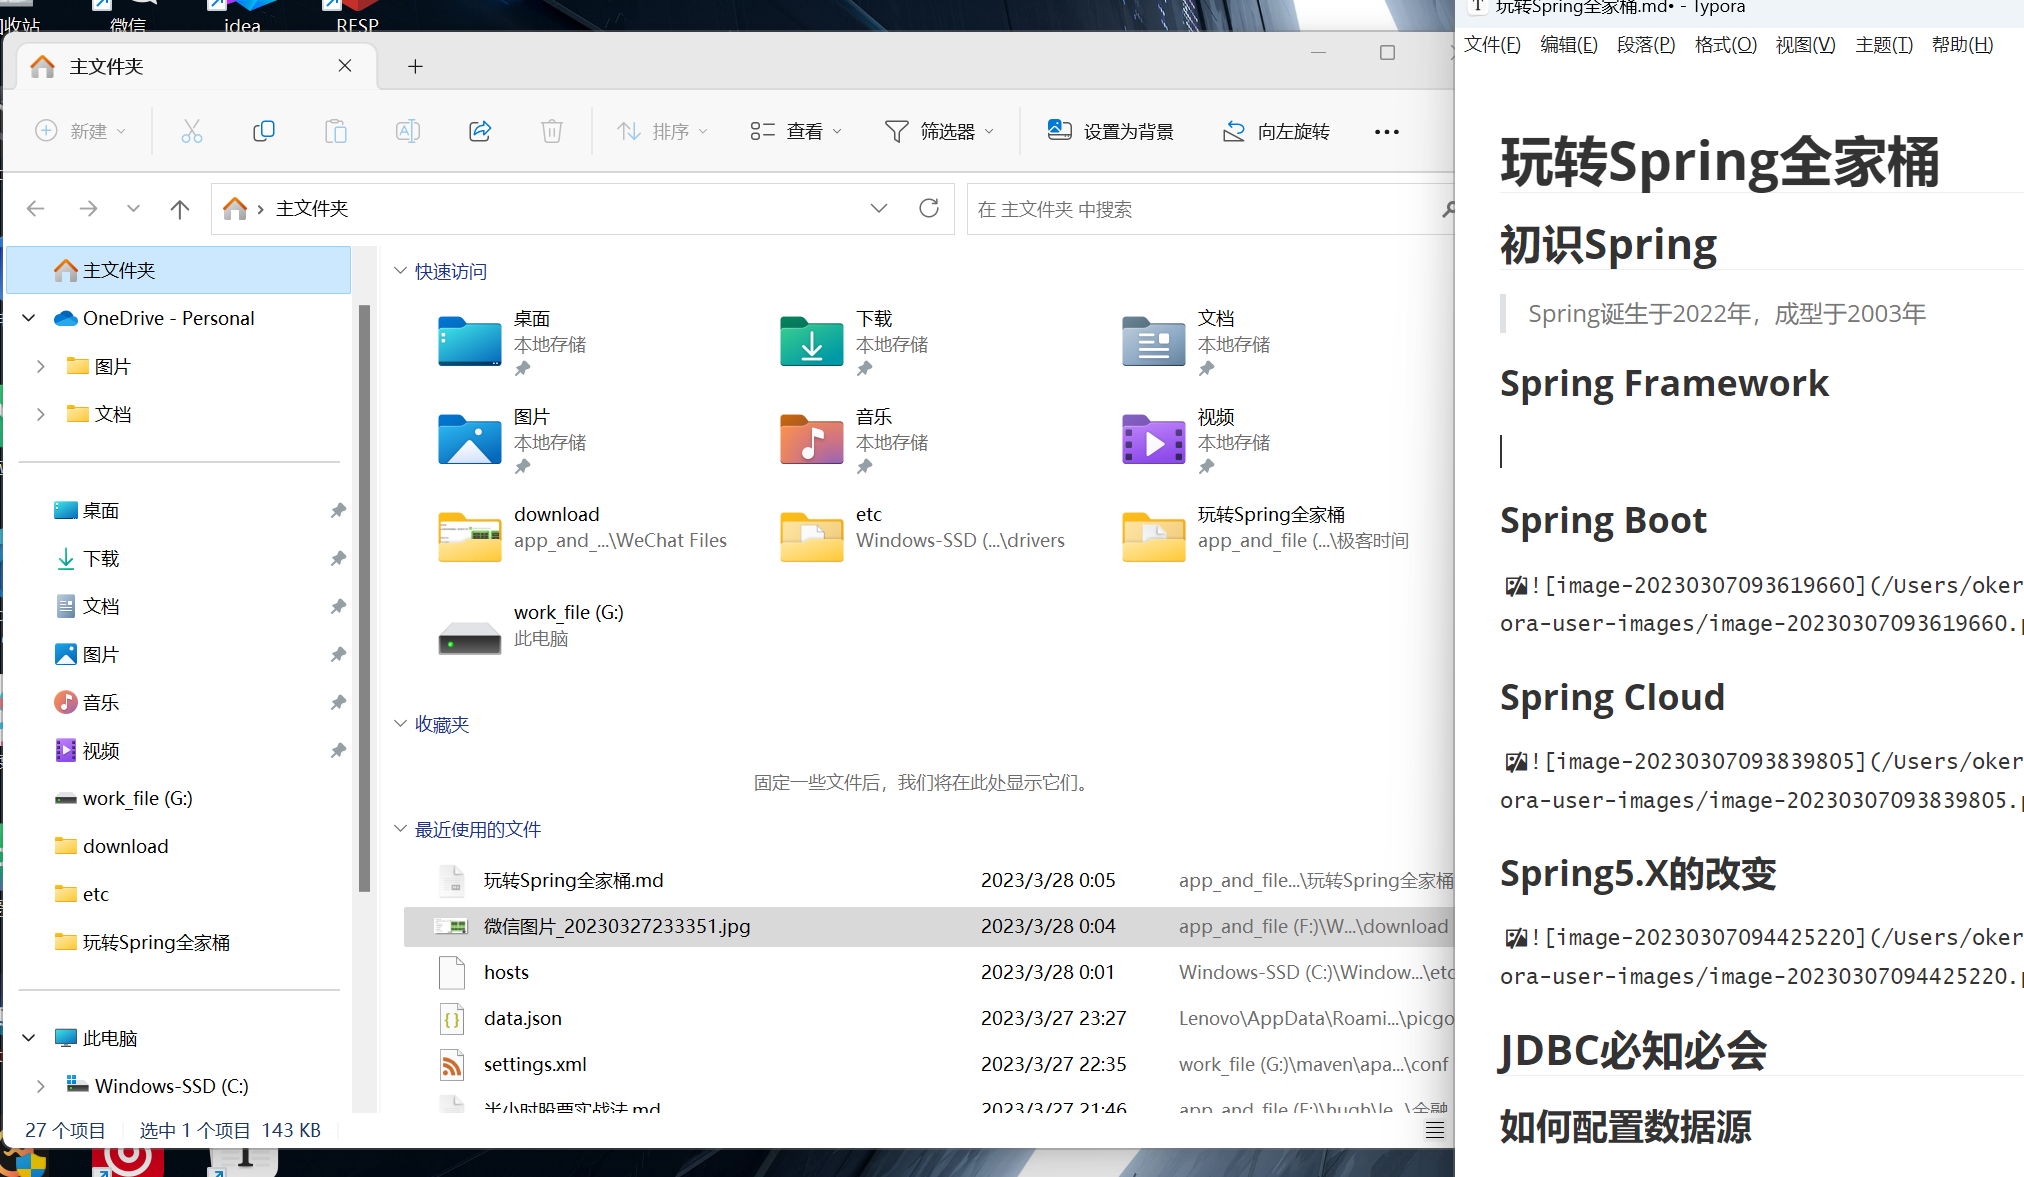 微信
idea
RESP
主文件夹
新建
排序
查看
筛选器
设置为背景
向左旋转
主文件夹
在 主文件夹 中搜索
主文件夹
OneDrive - Personal
图片
文档
桌面
下载
文档
图片
音乐
视频
work_file (G:)
download
etc
玩转Spring全家桶
此电脑
Windows-SSD (C:)
27 个项目
选中 1 个项目 143 KB
快速访问
桌面
本地存储
下载
本地存储
文档
本地存储
图片
本地存储
音乐
本地存储
视频
本地存储
download
app_and_...\WeChat Files
etc
Windows-SSD (...\drivers
玩转Spring全家桶
app_and_file (...\极客时间
work_file (G:)
此电脑
收藏夹
固定一些文件后，我们将在此处显示它们。
最近使用的文件
玩转Spring全家桶.md 2023/3/28 0:05 app_and_file...\玩转Spring全家桶
微信图片_20230327233351.jpg 2023/3/28 0:04 app_and_file (F:)\W...\download
hosts 2023/3/28 0:01 Windows-SSD (C:)\Window...\etc
data.json 2023/3/27 23:27 Lenovo\AppData\Roami...\picgo
settings.xml 2023/3/27 22:35 work_file (G:)\maven\apa...\conf
半小时股票实战法.md 2023/3/27 21:46 app_and_file (F:)\hugh\le...\金融
玩转Spring全家桶.md• - Typora
文件(F) 编辑(E) 段落(P) 格式(O) 视图(V) 主题(T) 帮助(H)
玩转Spring全家桶
初识Spring
Spring诞生于2022年，成型于2003年
Spring Framework
Spring Boot
![image-20230307093619660](/Users/oker
ora-user-images/image-20230307093619660.p
Spring Cloud
![image-20230307093839805](/Users/oker
ora-user-images/image-20230307093839805.p
Spring5.X的改变
![image-20230307094425220](/Users/oker
ora-user-images/image-20230307094425220.p
JDBC必知必会
如何配置数据源